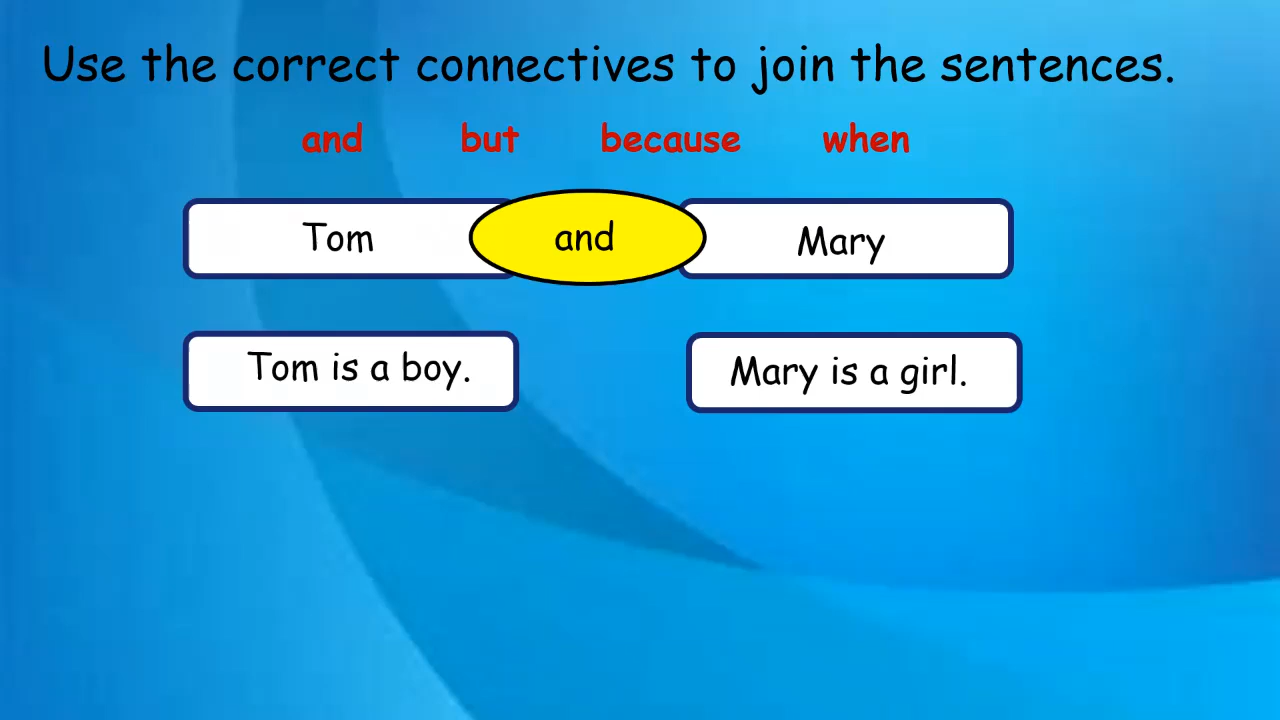 Use the correct connectives to join the sentences.
and but because when
Tom and Mary
Tom is a boy. Mary is a girl.